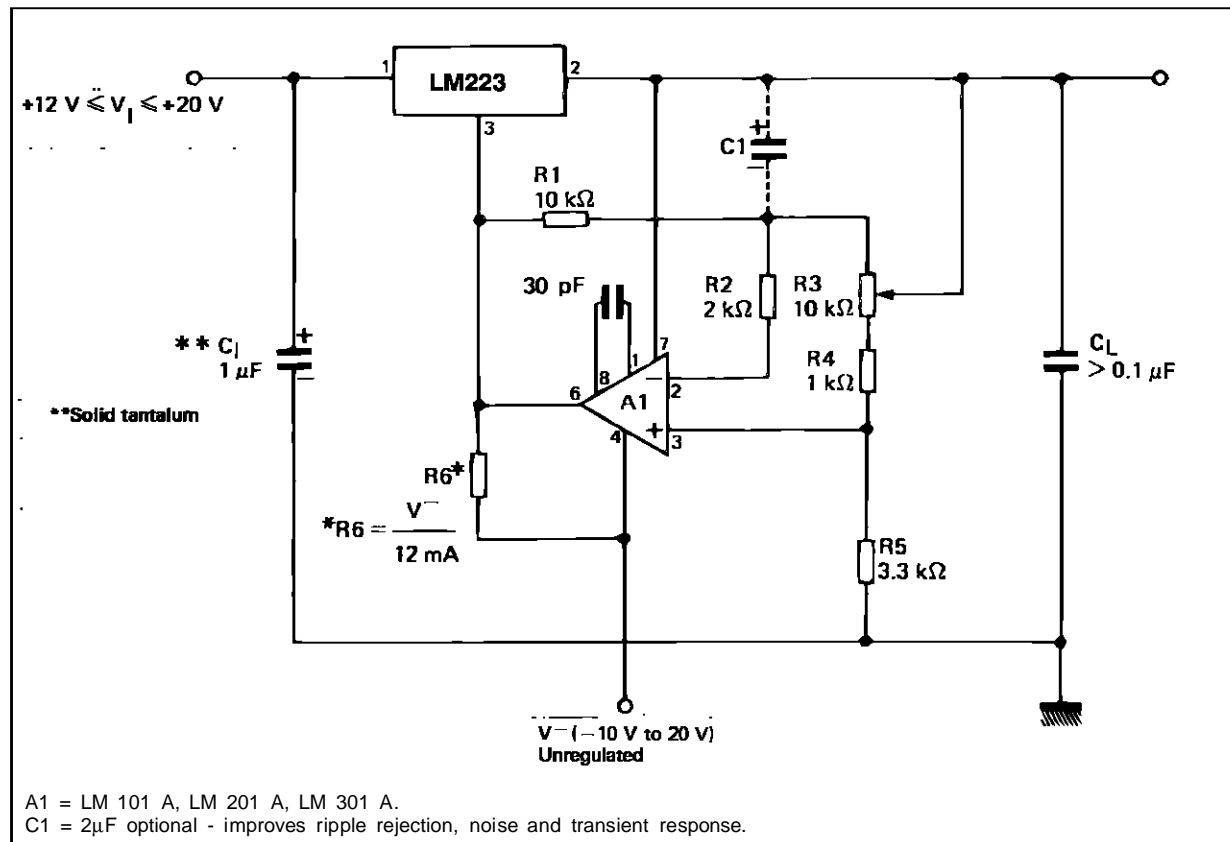 1
LM223
2
3
+12 V ≤ V_I ≤ +20 V
C1
+
−
R1
10 kΩ
30 pF
R2
2 kΩ
R3
10 kΩ
R4
1 kΩ
** C_I
1 μF
+
−
C_L
> 0.1 μF
**Solid tantalum
7
1
8
6
A1
−
2
+
3
4
R6*
*R6 = V⁻ / 12 mA
R5
3.3 kΩ
V⁻ (−10 V to 20 V)
Unregulated
A1 = LM 101 A, LM 201 A, LM 301 A.
C1 = 2μF optional - improves ripple rejection, noise and transient response.